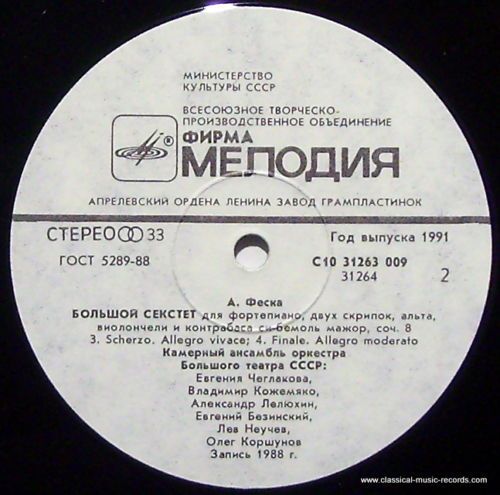 МИНИСТЕРСТВО
КУЛЬТУРЫ СССР
ВСЕСОЮЗНОЕ ТВОРЧЕСКО-
ПРОИЗВОДСТВЕННОЕ ОБЪЕДИНЕНИЕ
®
ФИРМА
МЕЛОДИЯ
АПРЕЛЕВСКИЙ ОРДЕНА ЛЕНИНА ЗАВОД ГРАМПЛАСТИНОК
СТЕРЕО 33
Год выпуска 1991
ГОСТ 5289-88
С10 31263 009
31264
2
А. Феска
БОЛЬШОЙ СЕКСТЕТ для фортепиано, двух скрипок, альта,
виолончели и контрабаса си-бемоль мажор, соч. 8
3. Scherzo. Allegro vivace; 4. Finale. Allegro moderato
Камерный ансамбль оркестра
Большого театра СССР:
Евгения Чеглакова,
Владимир Кожемяко,
Александр Лелюхин,
Евгений Безинский,
Лев Неучев,
Олег Коршунов
Запись 1988 г.
www.classical-music-records.com